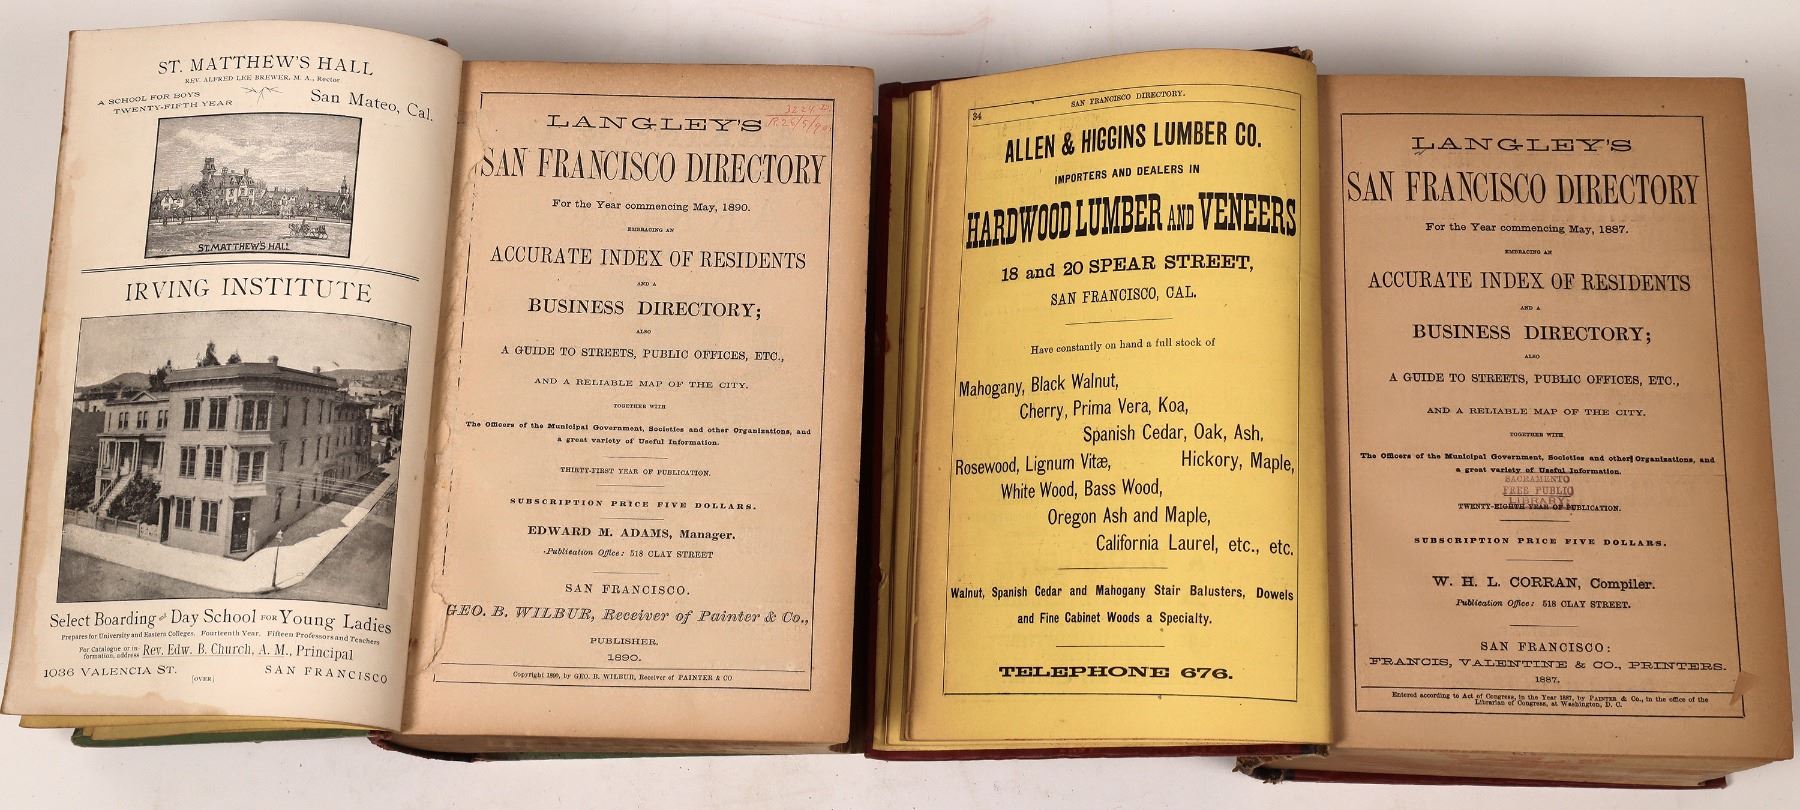 ST. MATTHEW'S HALL
REV. ALFRED LEE BREWER, M. A., Rector
A SCHOOL FOR BOYS
TWENTY-FIFTH YEAR
San Mateo, Cal.
ST. MATTHEW'S HALL
IRVING INSTITUTE
Select Boarding and Day School FOR Young Ladies
Prepares for University and Eastern Colleges. Fourteenth Year. Fifteen Professors and Teachers
For Catalogue or in-
formation, address Rev. Edw. B. Church, A. M., Principal
1036 VALENCIA ST. SAN FRANCISCO
[OVER]
LANGLEY'S
SAN FRANCISCO DIRECTORY
For the Year commencing May, 1890.
EMBRACING AN
ACCURATE INDEX OF RESIDENTS
AND A
BUSINESS DIRECTORY;
ALSO
A GUIDE TO STREETS, PUBLIC OFFICES, ETC.,
AND A RELIABLE MAP OF THE CITY.
TOGETHER WITH
The Officers of the Municipal Government, Societies and other Organizations, and
a great variety of Useful Information.
THIRTY-FIRST YEAR OF PUBLICATION.
SUBSCRIPTION PRICE FIVE DOLLARS.
EDWARD M. ADAMS, Manager.
Publication Office: 518 CLAY STREET
SAN FRANCISCO.
GEO. B. WILBUR, Receiver of Painter & Co.,
PUBLISHER.
1890.
Copyright 1890, by GEO. B. WILBUR, Receiver of PAINTER & CO
34
SAN FRANCISCO DIRECTORY.
ALLEN & HIGGINS LUMBER CO.
IMPORTERS AND DEALERS IN
HARDWOOD LUMBER AND VENEERS
18 and 20 SPEAR STREET,
SAN FRANCISCO, CAL.
Have constantly on hand a full stock of
Mahogany, Black Walnut,
Cherry, Prima Vera, Koa,
Spanish Cedar, Oak, Ash,
Rosewood, Lignum Vitæ, Hickory, Maple,
White Wood, Bass Wood,
Oregon Ash and Maple,
California Laurel, etc., etc.
Walnut, Spanish Cedar and Mahogany Stair Balusters, Dowels
and Fine Cabinet Woods a Specialty.
TELEPHONE 676.
LANGLEY'S
SAN FRANCISCO DIRECTORY
For the Year commencing May, 1887.
EMBRACING AN
ACCURATE INDEX OF RESIDENTS
AND A
BUSINESS DIRECTORY;
ALSO
A GUIDE TO STREETS, PUBLIC OFFICES, ETC.,
AND A RELIABLE MAP OF THE CITY.
TOGETHER WITH
The Officers of the Municipal Government, Societies and other Organizations, and
a great variety of Useful Information.
SACRAMENTO
FREE PUBLIC
LIBRARY.
TWENTY-EIGHTH YEAR OF PUBLICATION.
SUBSCRIPTION PRICE FIVE DOLLARS.
W. H. L. CORRAN, Compiler.
Publication Office: 518 CLAY STREET.
SAN FRANCISCO:
FRANCIS, VALENTINE & CO., PRINTERS.
1887.
Entered according to Act of Congress, in the Year 1887, by PAINTER & Co., in the office of the
Librarian of Congress, at Washington, D. C.